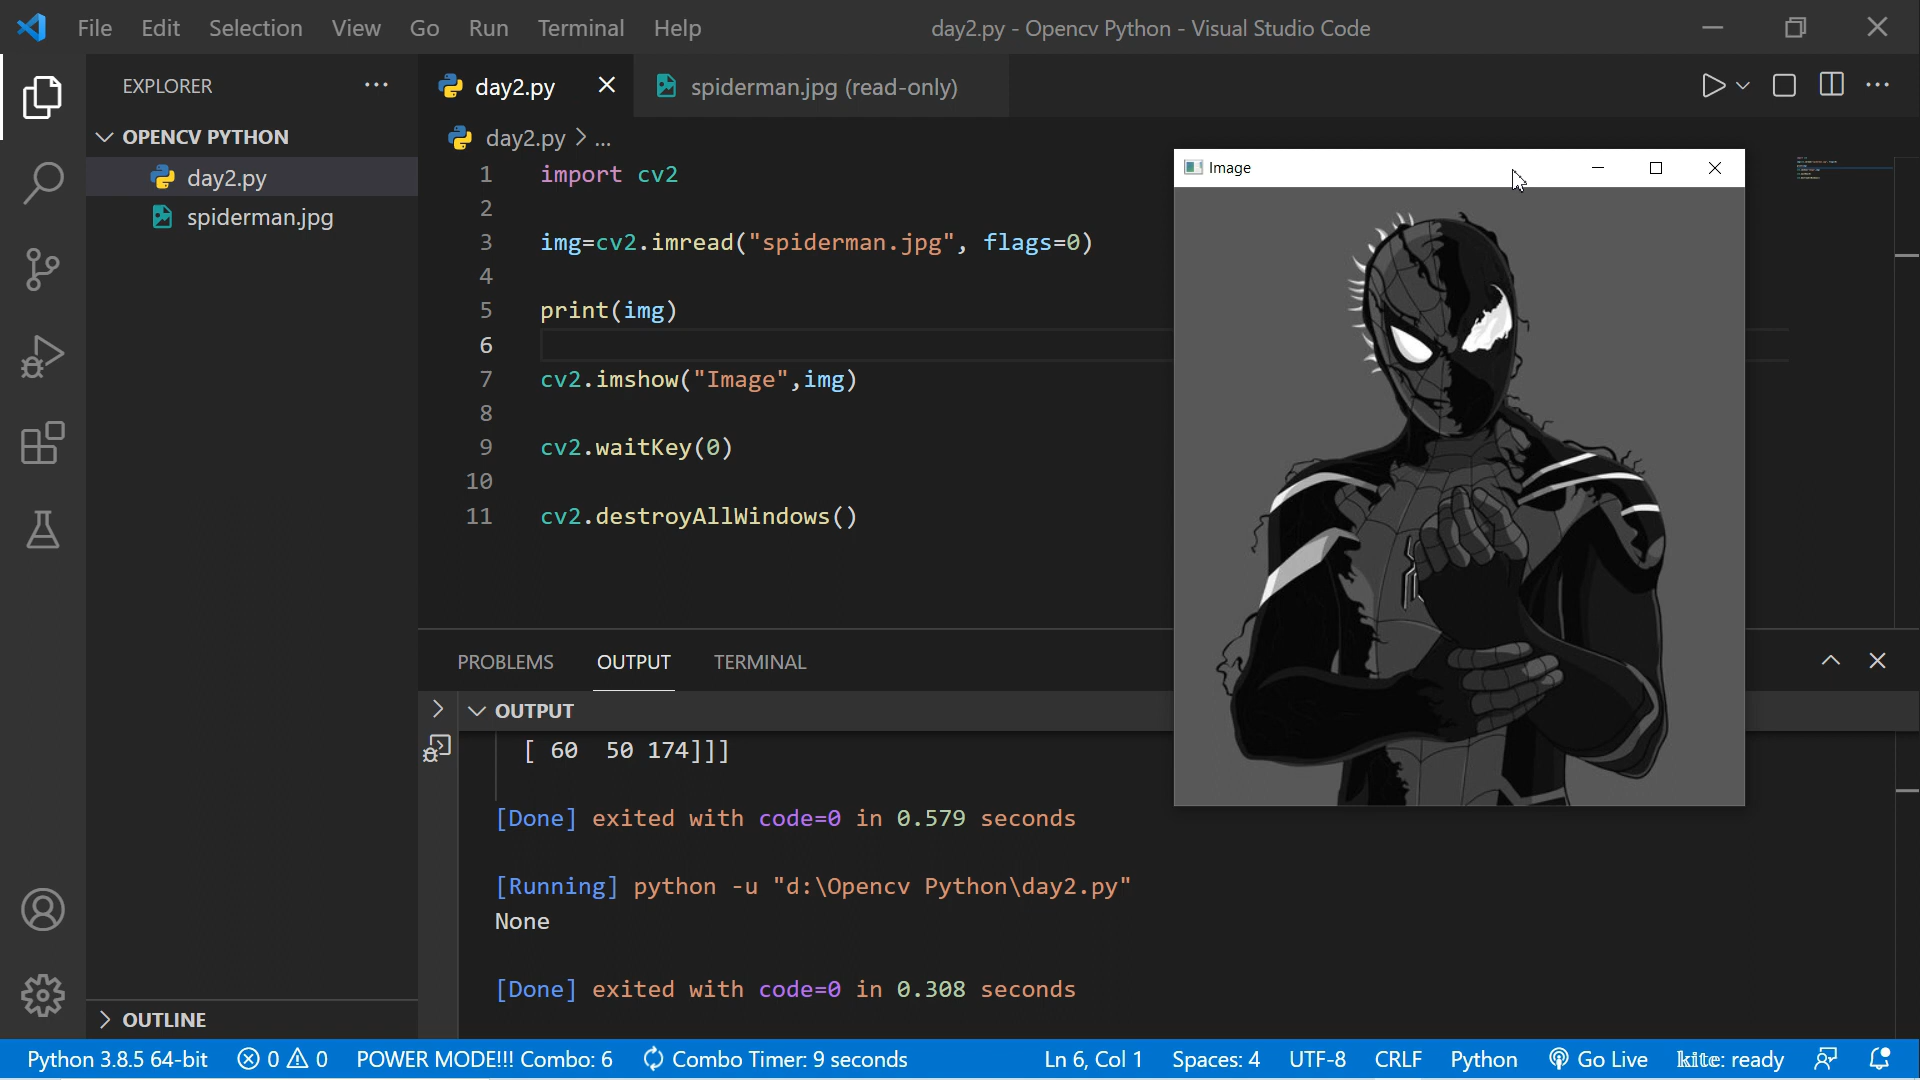 File Edit Selection View Go Run Terminal Help
day2.py - Opencv Python - Visual Studio Code
EXPLORER
OPENCV PYTHON
day2.py
spiderman.jpg
OUTLINE
day2.py
spiderman.jpg (read-only)
day2.py > ...
1 import cv2
2
3 img=cv2.imread("spiderman.jpg", flags=0)
4
5 print(img)
6
7 cv2.imshow("Image",img)
8
9 cv2.waitKey(0)
10
11 cv2.destroyAllWindows()
Image
PROBLEMS OUTPUT TERMINAL
OUTPUT
[ 60 50 174]]]
[Done] exited with code=0 in 0.579 seconds
[Running] python -u "d:\Opencv Python\day2.py"
None
[Done] exited with code=0 in 0.308 seconds
Python 3.8.5 64-bit 0 0 POWER MODE!!! Combo: 6 Combo Timer: 9 seconds Ln 6, Col 1 Spaces: 4 UTF-8 CRLF Python Go Live kite: ready